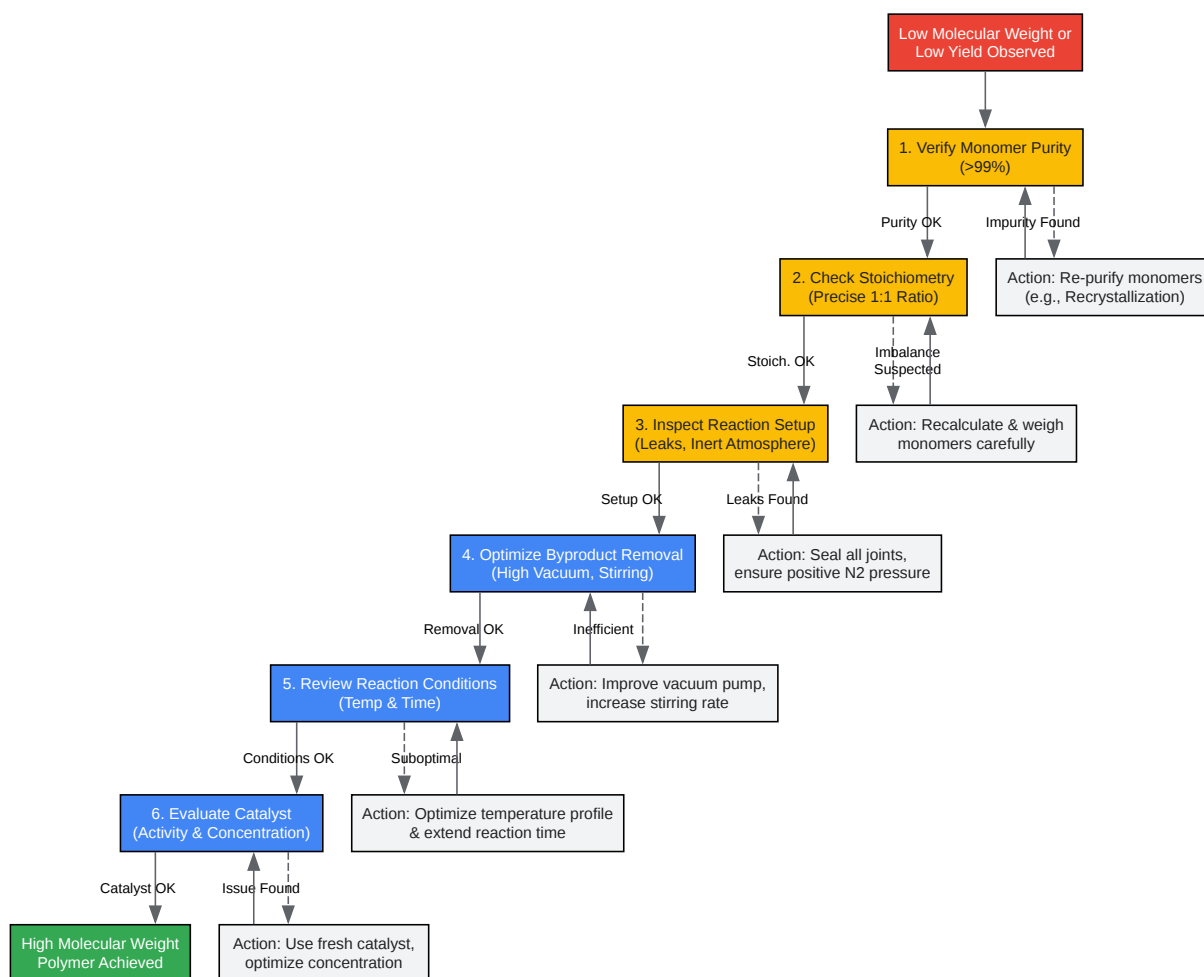 Low Molecular Weight or
Low Yield Observed
1. Verify Monomer Purity
(>99%)
Purity OK
Impurity Found
2. Check Stoichiometry
(Precise 1:1 Ratio)
Action: Re-purify monomers
(e.g., Recrystallization)
Stoich. OK
Imbalance
Suspected
3. Inspect Reaction Setup
(Leaks, Inert Atmosphere)
Action: Recalculate & weigh
monomers carefully
Setup OK
Leaks Found
4. Optimize Byproduct Removal
(High Vacuum, Stirring)
Action: Seal all joints,
ensure positive N2 pressure
Removal OK
Inefficient
5. Review Reaction Conditions
(Temp & Time)
Action: Improve vacuum pump,
increase stirring rate
Conditions OK
Suboptimal
6. Evaluate Catalyst
(Activity & Concentration)
Action: Optimize temperature profile
& extend reaction time
Catalyst OK
Issue Found
High Molecular Weight
Polymer Achieved
Action: Use fresh catalyst,
optimize concentration